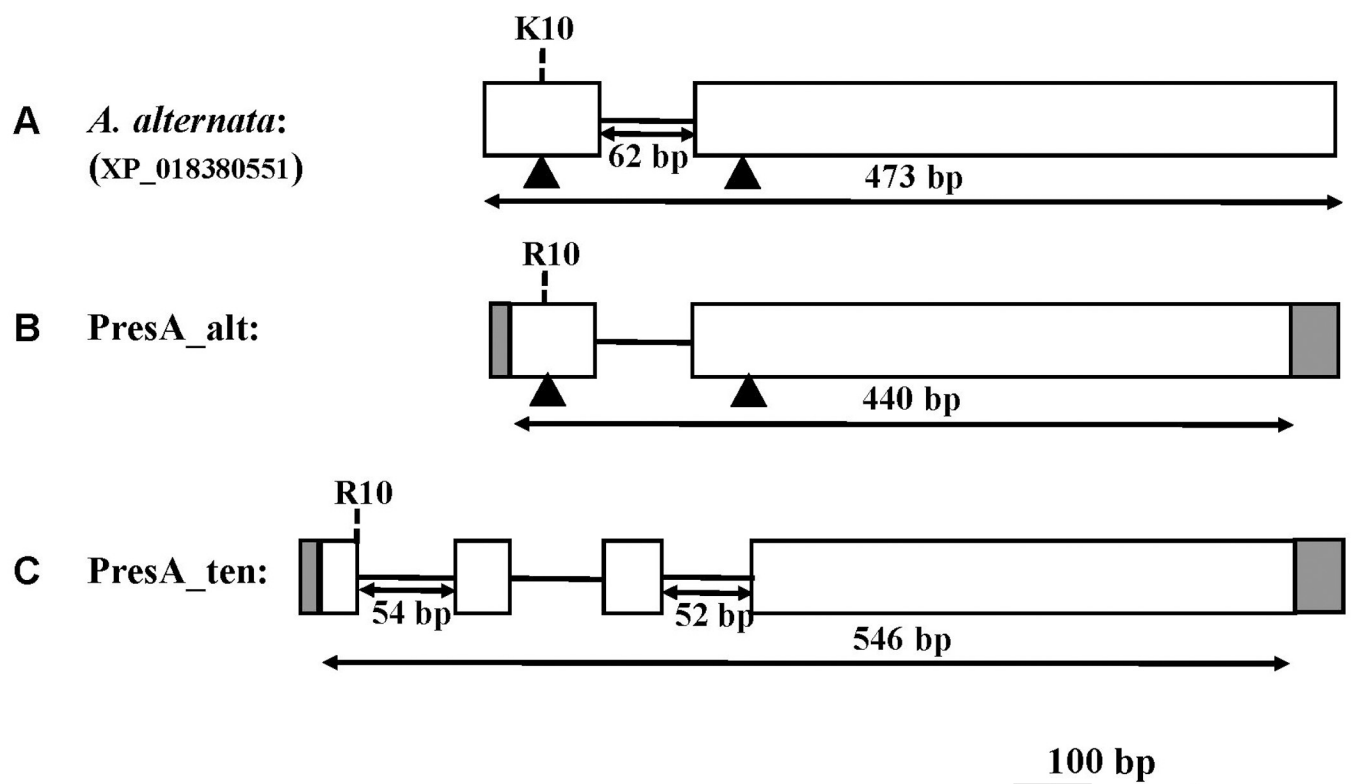 K10
A A. alternata:
(XP_018380551)
62 bp
473 bp
R10
B PresA_alt:
440 bp
R10
C PresA_ten:
54 bp
52 bp
546 bp
100 bp